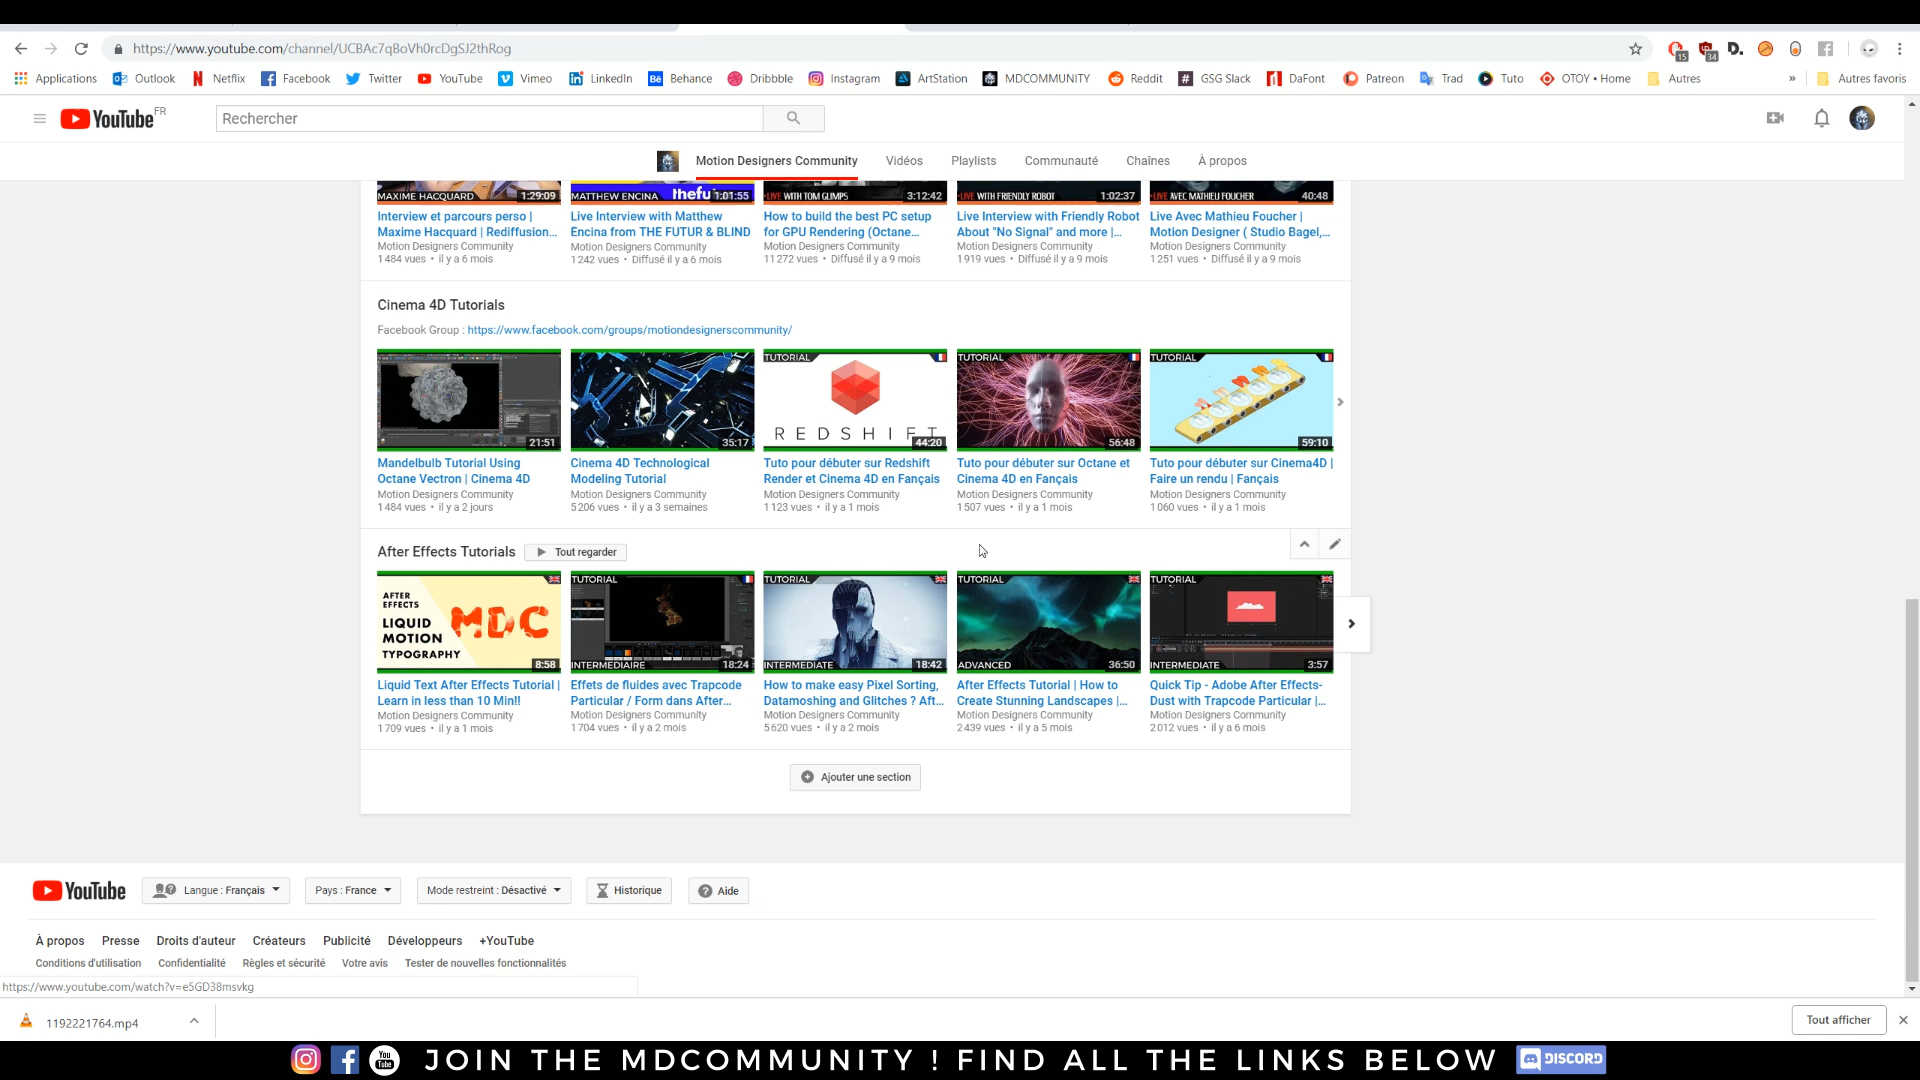 https://www.youtube.com/channel/UCBAc7qBoVh0rcDgSJ2thRog
15 34 D.
Applications Outlook Netflix Facebook Twitter YouTube Vimeo LinkedIn Behance Dribbble Instagram ArtStation MDCOMMUNITY Reddit GSG Slack DaFont Patreon Trad Tuto OTOY • Home Autres » Autres favoris
YouTube FR Rechercher
Motion Designers Community Vidéos Playlists Communauté Chaînes À propos
MAXIME HACQUARD 1:29:09 MATTHEW ENCINA thefu 1:01:55 LIVE WITH TOM GLIMPS 3:12:42 LIVE WITH FRIENDLY ROBOT 1:02:37 LIVE AVEC MATHIEU FOUCHER 40:48
Interview et parcours perso | Live Interview with Matthew How to build the best PC setup Live Interview with Friendly Robot Live Avec Mathieu Foucher |
Maxime Hacquard | Rediffusion... Encina from THE FUTUR & BLIND for GPU Rendering (Octane... About "No Signal" and more |... Motion Designer ( Studio Bagel,...
Motion Designers Community Motion Designers Community Motion Designers Community Motion Designers Community Motion Designers Community
1 484 vues • il y a 6 mois 1 242 vues • Diffusé il y a 6 mois 11 272 vues • Diffusé il y a 9 mois 1 919 vues • Diffusé il y a 9 mois 1 251 vues • Diffusé il y a 9 mois
Cinema 4D Tutorials
Facebook Group : https://www.facebook.com/groups/motiondesignerscommunity/
TUTORIAL TUTORIAL TUTORIAL
REDSHIFT
21:51 35:17 44:20 56:48 59:10
Mandelbulb Tutorial Using Cinema 4D Technological Tuto pour débuter sur Redshift Tuto pour débuter sur Octane et Tuto pour débuter sur Cinema4D |
Octane Vectron | Cinema 4D Modeling Tutorial Render et Cinema 4D en Fançais Cinema 4D en Fançais Faire un rendu | Fançais
Motion Designers Community Motion Designers Community Motion Designers Community Motion Designers Community Motion Designers Community
1 484 vues • il y a 2 jours 5 206 vues • il y a 3 semaines 1 123 vues • il y a 1 mois 1 507 vues • il y a 1 mois 1 060 vues • il y a 1 mois
After Effects Tutorials Tout regarder
TUTORIAL TUTORIAL TUTORIAL TUTORIAL
AFTER
EFFECTS
LIQUID
MOTION
TYPOGRAPHY
MDC
8:58 INTERMEDIAIRE 18:24 INTERMEDIATE 18:42 ADVANCED 36:50 INTERMEDIATE 3:57
Liquid Text After Effects Tutorial | Effets de fluides avec Trapcode How to make easy Pixel Sorting, After Effects Tutorial | How to Quick Tip - Adobe After Effects-
Learn in less than 10 Min!! Particular / Form dans After... Datamoshing and Glitches ? Aft... Create Stunning Landscapes |... Dust with Trapcode Particular |...
Motion Designers Community Motion Designers Community Motion Designers Community Motion Designers Community Motion Designers Community
1 709 vues • il y a 1 mois 1 704 vues • il y a 2 mois 5 620 vues • il y a 2 mois 2 439 vues • il y a 5 mois 2 012 vues • il y a 6 mois
Ajouter une section
YouTube Langue : Français Pays : France Mode restreint : Désactivé Historique Aide
À propos Presse Droits d'auteur Créateurs Publicité Développeurs +YouTube
Conditions d'utilisation Confidentialité Règles et sécurité Votre avis Tester de nouvelles fonctionnalités
https://www.youtube.com/watch?v=e5GD38msvkg
1192221764.mp4 Tout afficher
You Tube JOIN THE MDCOMMUNITY ! FIND ALL THE LINKS BELOW DISCORD